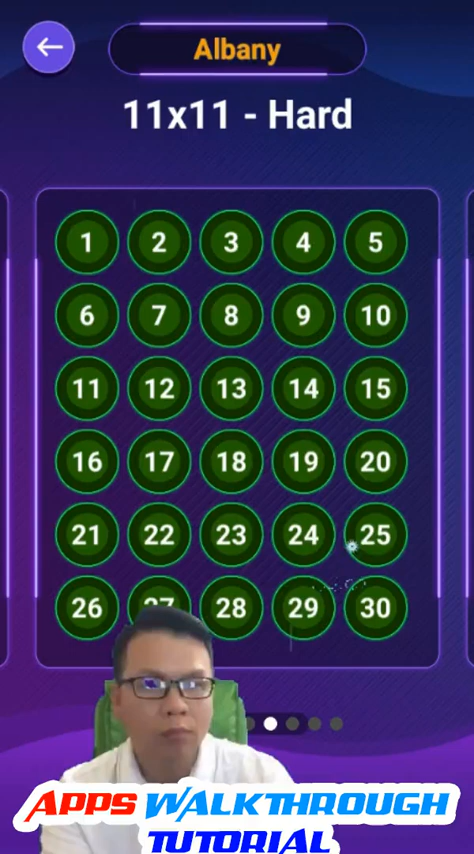 Albany
11x11 - Hard
1 2 3 4 5
6 7 8 9 10
11 12 13 14 15
16 17 18 19 20
21 22 23 24 25
26 27 28 29 30
APPS WALKTHROUGH
TUTORIAL